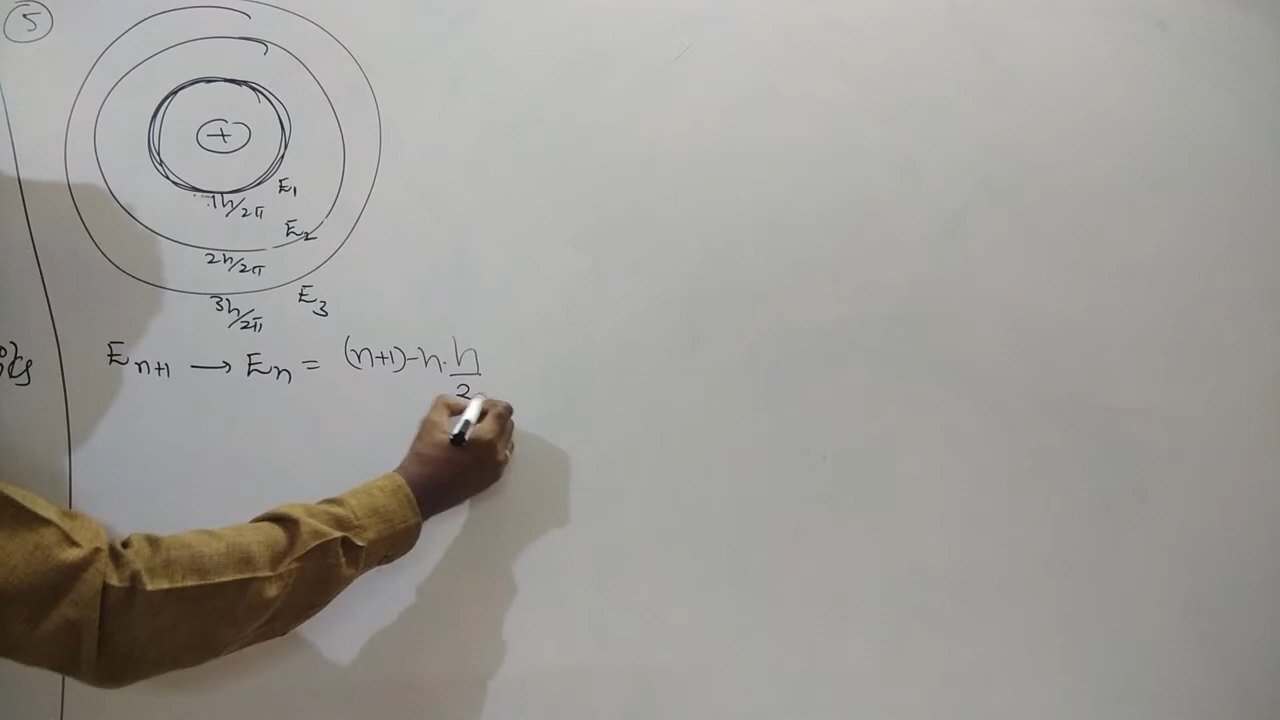 5
+
E₁
1h/2π
E₂
2h/2π
E₃
3h/2π
Eₙ₊₁ → Eₙ = (n+1)-n. h/2